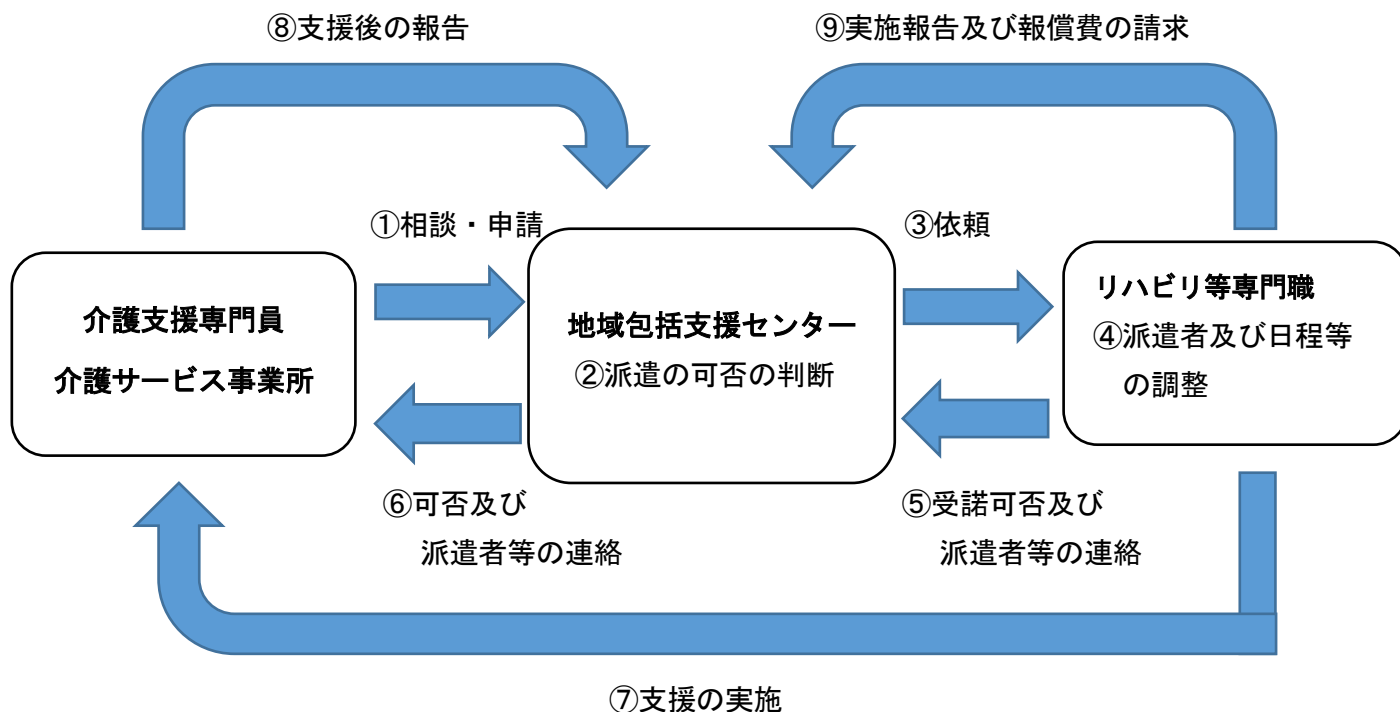 ⑧支援後の報告
⑨実施報告及び報償費の請求
①相談・申請
③依頼
介護支援専門員
介護サービス事業所
地域包括支援センター
②派遣の可否の判断
リハビリ等専門職
④派遣者及び日程等
の調整
⑥可否及び
派遣者等の連絡
⑤受諾可否及び
派遣者等の連絡
⑦支援の実施